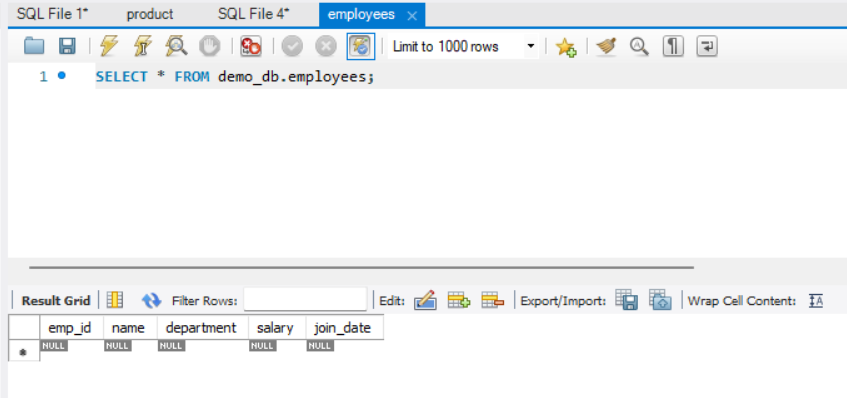 SQL File 1* product SQL File 4* employees
Limit to 1000 rows
1 SELECT * FROM demo_db.employees;
Result Grid Filter Rows: Edit: Export/Import: Wrap Cell Content: IA
emp_id name department salary join_date
NULL NULL NULL NULL NULL